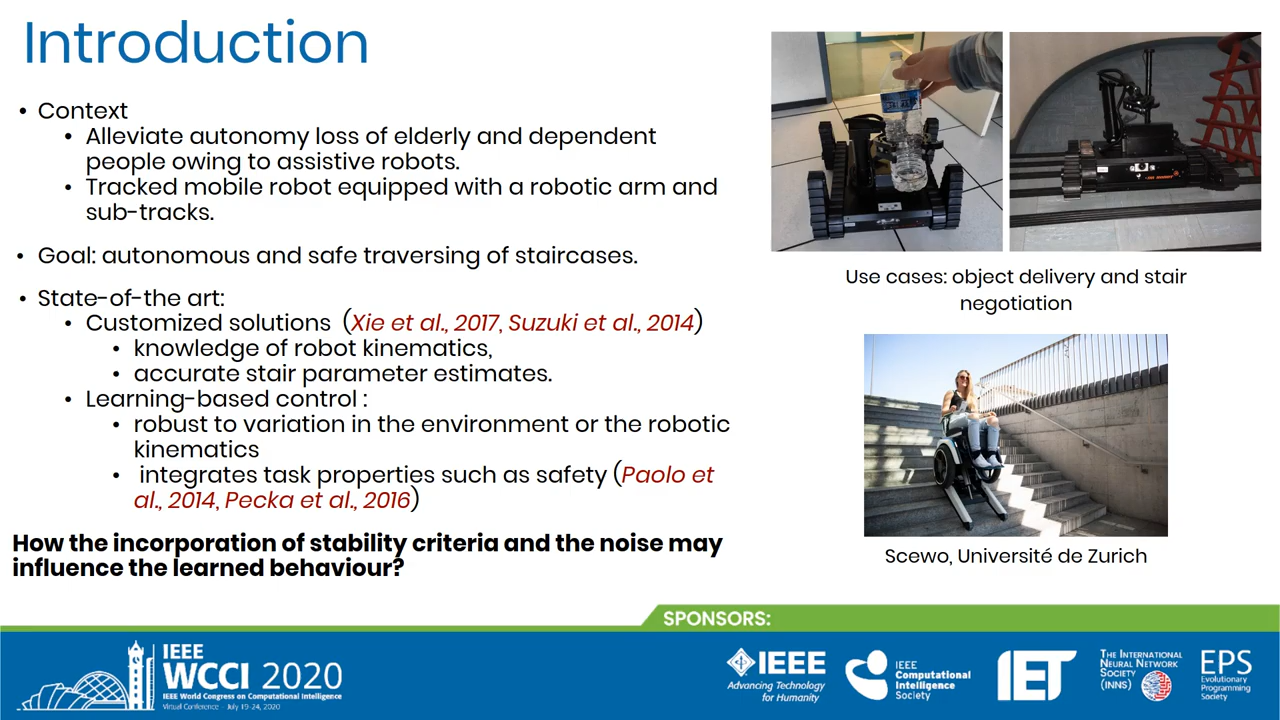 Introduction
• Context
• Alleviate autonomy loss of elderly and dependent
people owing to assistive robots.
• Tracked mobile robot equipped with a robotic arm and
sub-tracks.
• Goal: autonomous and safe traversing of staircases.
• State-of-the art:
• Customized solutions (Xie et al., 2017, Suzuki et al., 2014)
• knowledge of robot kinematics,
• accurate stair parameter estimates.
• Learning-based control :
• robust to variation in the environment or the robotic
kinematics
• integrates task properties such as safety (Paolo et
al., 2014, Pecka et al., 2016)
How the incorporation of stability criteria and the noise may
influence the learned behaviour?
Use cases: object delivery and stair
negotiation
Scewo, Université de Zurich
SPONSORS:
IEEE
WCCI 2020
IEEE World Congress on Computational Intelligence
Virtual Conference - July 19-24, 2020
IEEE
Advancing Technology
for Humanity
IEEE
Computational
Intelligence
Society
IET
The International
Neural Network
Society
(INNS)
EPS
Evolutionary
Programming
Society